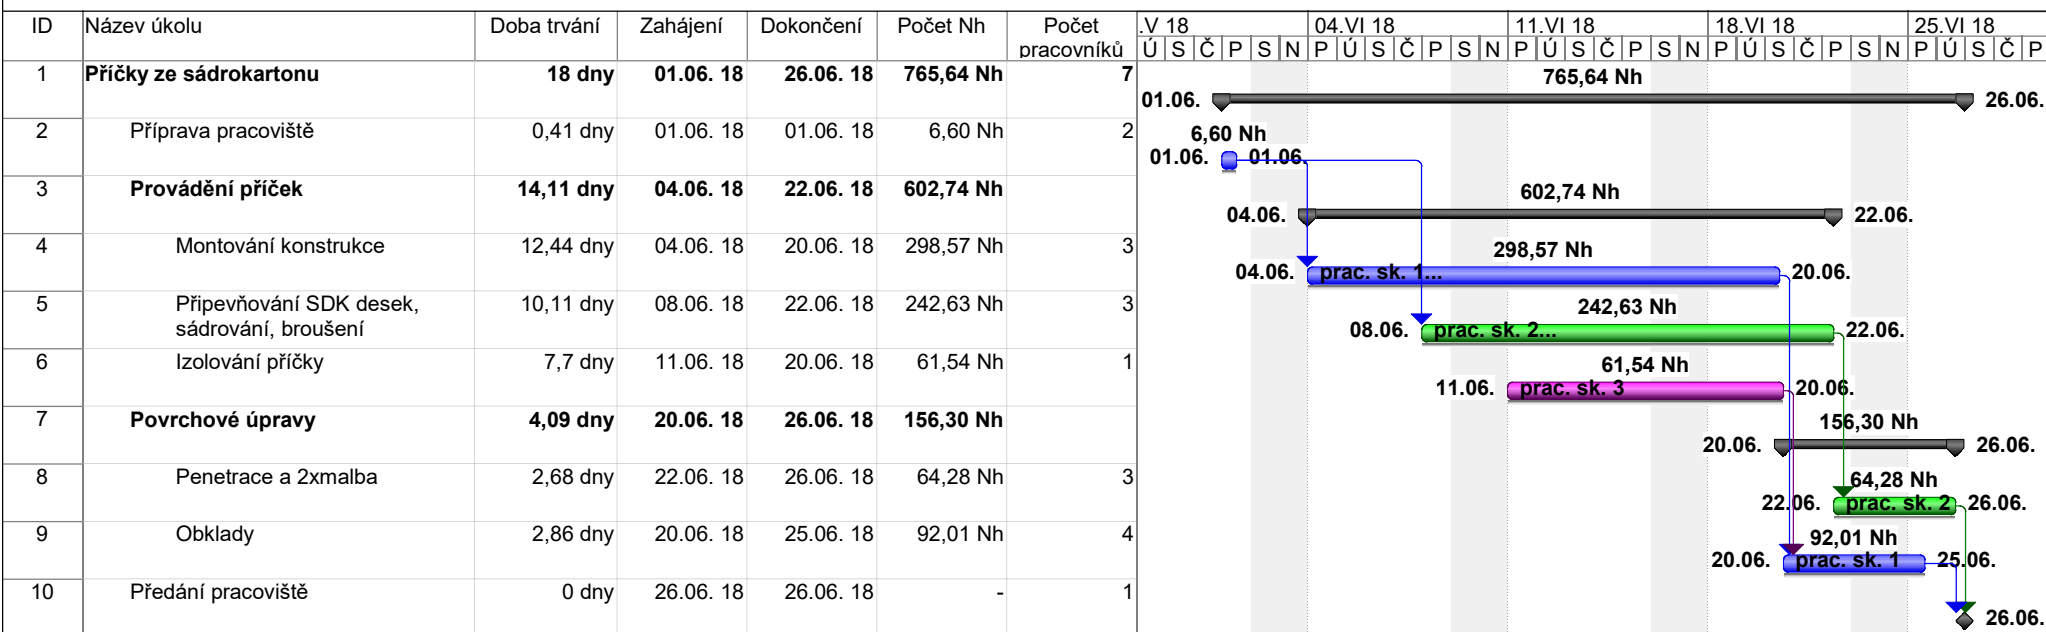 ID Název úkolu Doba trvání Zahájení Dokončení Počet Nh Počet pracovníků .V 18 04.VI 18 11.VI 18 18.VI 18 25.VI 18
Ú S Č P S N P Ú S Č P S N P Ú S Č P S N P Ú S Č P S N P Ú S Č P
1 Příčky ze sádrokartonu 18 dny 01.06. 18 26.06. 18 765,64 Nh 7 765,64 Nh
01.06. 26.06.
2 Příprava pracoviště 0,41 dny 01.06. 18 01.06. 18 6,60 Nh 2 6,60 Nh
01.06. 01.06.
3 Provádění příček 14,11 dny 04.06. 18 22.06. 18 602,74 Nh 602,74 Nh
04.06. 22.06.
4 Montování konstrukce 12,44 dny 04.06. 18 20.06. 18 298,57 Nh 3 298,57 Nh
04.06. prac. sk. 1... 20.06.
5 Připevňování SDK desek, 10,11 dny 08.06. 18 22.06. 18 242,63 Nh 3 242,63 Nh
sádrování, broušení 08.06. prac. sk. 2... 22.06.
6 Izolování příčky 7,7 dny 11.06. 18 20.06. 18 61,54 Nh 1 61,54 Nh
11.06. prac. sk. 3 20.06.
7 Povrchové úpravy 4,09 dny 20.06. 18 26.06. 18 156,30 Nh 156,30 Nh
20.06. 26.06.
8 Penetrace a 2xmalba 2,68 dny 22.06. 18 26.06. 18 64,28 Nh 3 64,28 Nh
22.06. prac. sk. 2 26.06.
9 Obklady 2,86 dny 20.06. 18 25.06. 18 92,01 Nh 4 92,01 Nh
20.06. prac. sk. 1 25.06.
10 Předání pracoviště 0 dny 26.06. 18 26.06. 18 - 1
26.06.